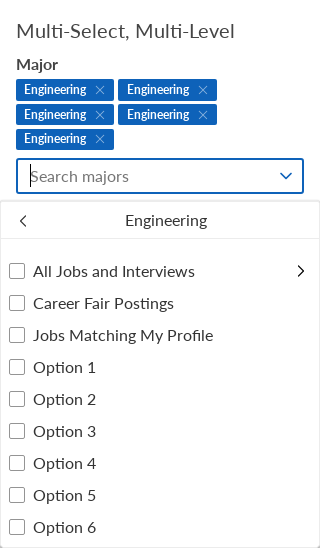 Multi-Select, Multi-Level
Major
Engineering Engineering
Engineering Engineering
Engineering
Search majors
Engineering
All Jobs and Interviews
Career Fair Postings
Jobs Matching My Profile
Option 1
Option 2
Option 3
Option 4
Option 5
Option 6